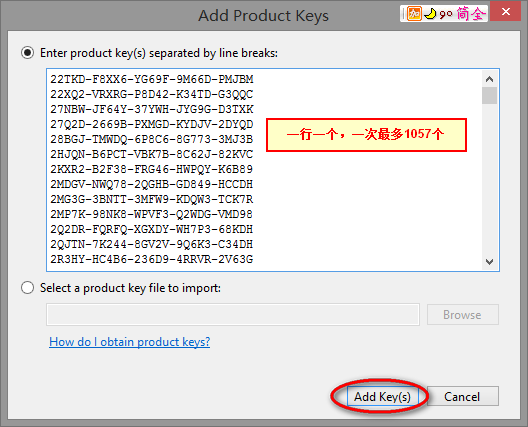 Add Product Keys
简全
Enter product key(s) separated by line breaks:
22TKD-F8XX6-YG69F-9M66D-PMJBM
22XQ2-VRXRG-P8D42-K34TD-G3QQC
27NBW-JF64Y-37YWH-JYG9G-D3TXK
27Q2D-2669B-PXMGD-KYDJV-2DYQD
28BGJ-TMWDQ-6P8C6-8G773-3MJ3B
2HJQN-B6PCT-VBK7B-8C62J-82KVC
2KXR2-B2F38-FRG46-HWPQY-K6B89
2MDGV-NWQ78-2QGHB-GD849-HCCDH
2MG3G-3BNTT-3MFW9-KDQW3-TCK7R
2MP7K-98NK8-WPVF3-Q2WDG-VMD98
2Q2DR-FQRFQ-XGXDY-WH7P3-68KDH
2QJTN-7K244-8GV2V-9Q6K3-C34DH
2R3HY-HC4B6-236D9-4RRVR-2V63G
一行一个，一次最多1057个
Select a product key file to import:
Browse
How do I obtain product keys?
Add Key(s)
Cancel